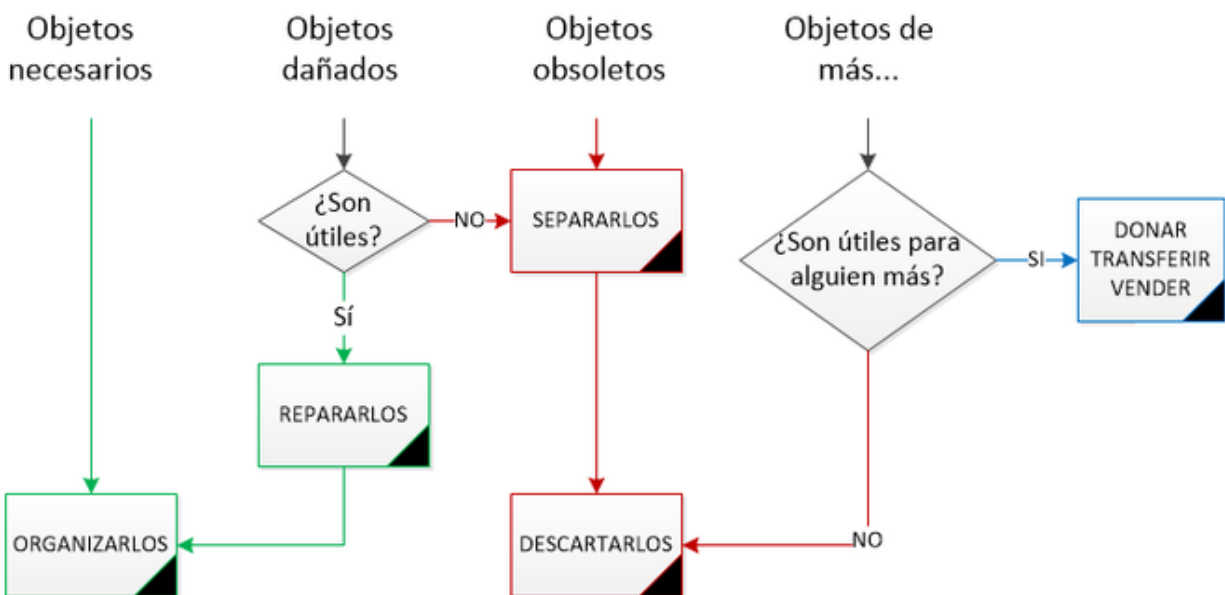 Objetos
necesarios
Objetos
dañados
Objetos
obsoletos
Objetos de
más...
¿Son
útiles?
NO
SEPARARLOS
¿Son útiles para
alguien más?
SI
DONAR
TRANSFERIR
VENDER
Sí
REPARARLOS
ORGANIZARLOS
DESCARTARLOS
NO